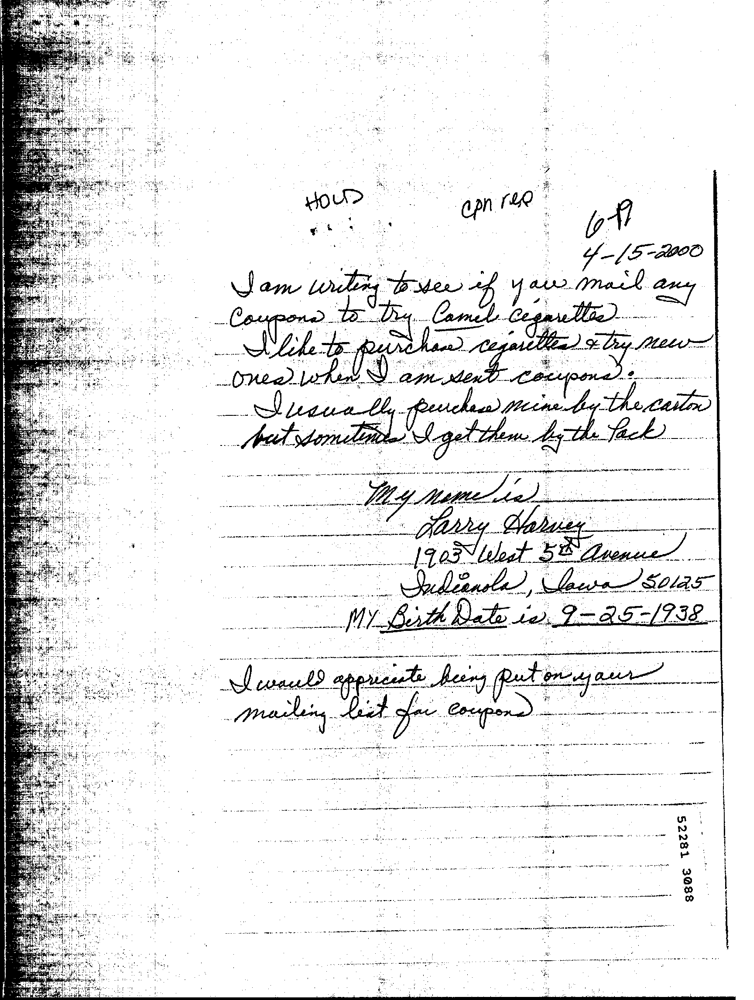 HOLD
cpn rep
6-19
4-15-2000
I am writing to see if you mail any
Coupons to try Camel cigarettes
I like to purchase cigarettes & try new
ones when I am sent coupons.
I usually purchase mine by the carton
but sometimes I get them by the Pack
My name is
Larry Harvey
1903 West 5th Avenue
Indianola, Iowa 50125
MY Birth Date is 9-25-1938
I would appreciate being put on your
mailing list for coupons
52281 3088